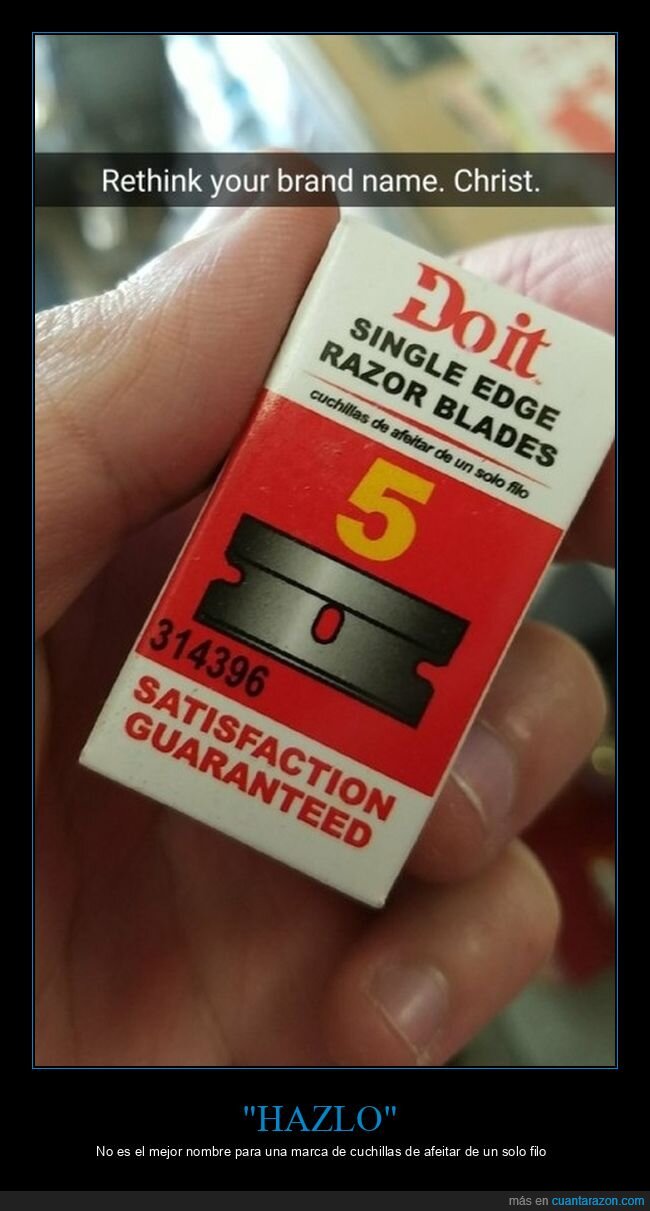 Rethink your brand name. Christ.
Do it
SINGLE EDGE
RAZOR BLADES
cuchillas de afeitar de un solo filo
5
314396
SATISFACTION
GUARANTEED
"HAZLO"
No es el mejor nombre para una marca de cuchillas de afeitar de un solo filo
más en cuantarazon.com